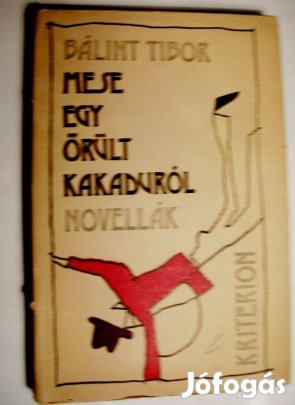 BÁLINT TIBOR
MESE
EGY
ŐRÜLT
KAKADURÓL
NOVELLÁK
KRITERION
Jófogás